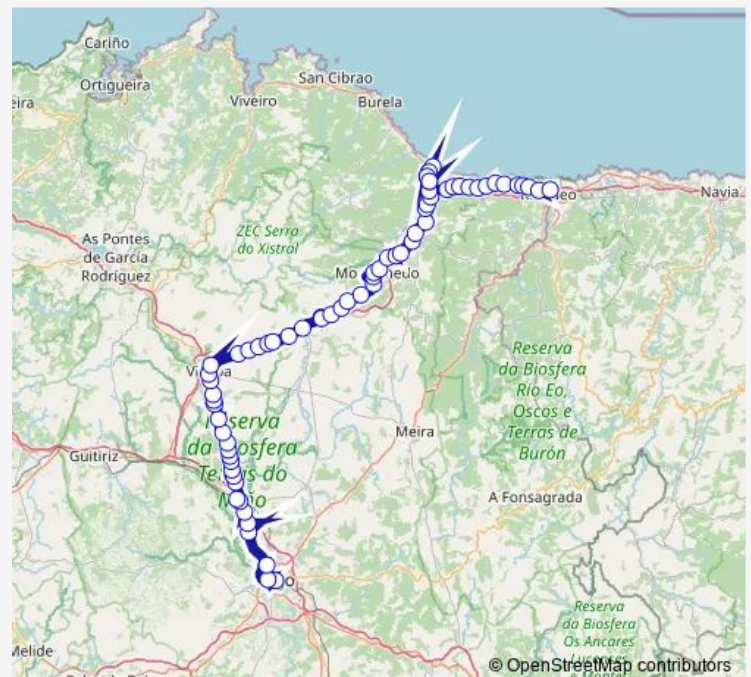 Cariño
Ortigueira
San Cibrao
eira
Viveiro
Burela
Navia
As Pontes
de García
Rodríguez
ZEC Serra
do Xistral
Reserva
da Biosfera
Río Eo,
Oscos e
Terras de
Burón
Meira
Guitiriz
A Fonsagrada
Reserva
da Biosfera
Os Ancares
Melide
© OpenStreetMap contributors